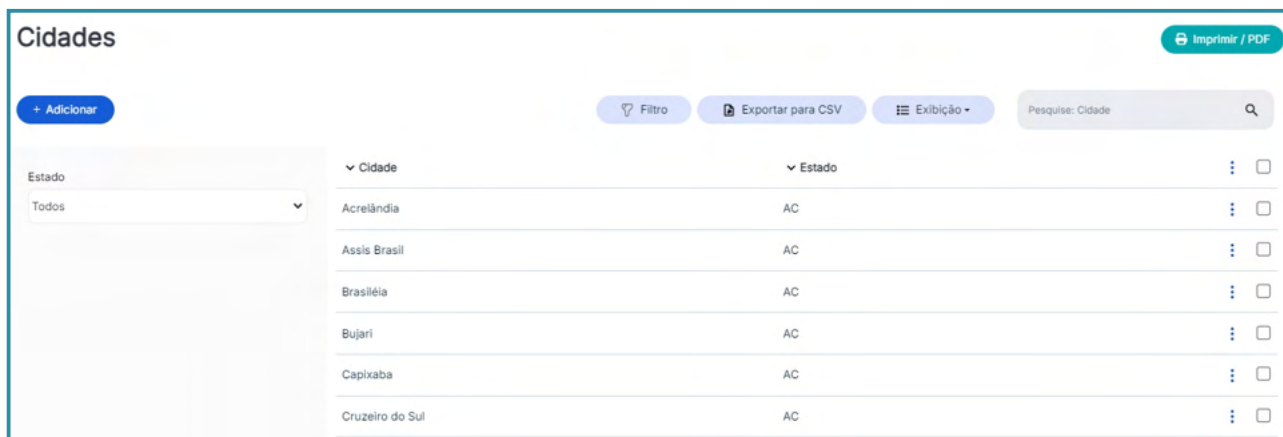 Cidades
Imprimir / PDF
+ Adicionar
Filtro
Exportar para CSV
Exibição
Pesquise: Cidade
Estado
Todos
Cidade Estado
Acrelândia AC
Assis Brasil AC
Brasiléia AC
Bujari AC
Capixaba AC
Cruzeiro do Sul AC